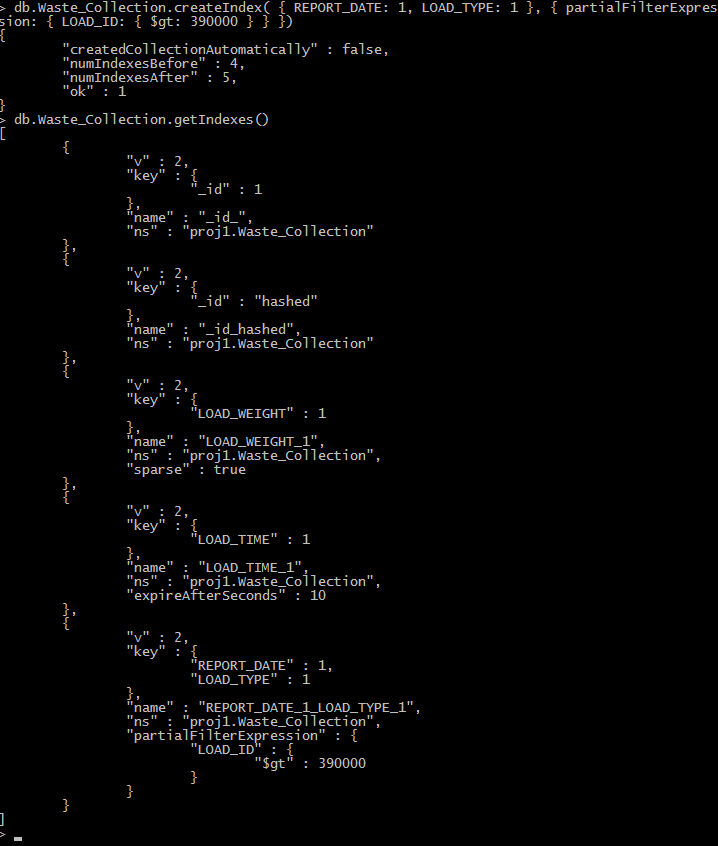 > db.Waste_Collection.createIndex( { REPORT_DATE: 1, LOAD_TYPE: 1 }, { partialFilterExpres
sion: { LOAD_ID: { $gt: 390000 } } })
{
        "createdCollectionAutomatically" : false,
        "numIndexesBefore" : 4,
        "numIndexesAfter" : 5,
        "ok" : 1
}
> db.Waste_Collection.getIndexes()
[
        {
                "v" : 2,
                "key" : {
                        "_id" : 1
                },
                "name" : "_id_",
                "ns" : "proj1.Waste_Collection"
        },
        {
                "v" : 2,
                "key" : {
                        "_id" : "hashed"
                },
                "name" : "_id_hashed",
                "ns" : "proj1.Waste_Collection"
        },
        {
                "v" : 2,
                "key" : {
                        "LOAD_WEIGHT" : 1
                },
                "name" : "LOAD_WEIGHT_1",
                "ns" : "proj1.Waste_Collection",
                "sparse" : true
        },
        {
                "v" : 2,
                "key" : {
                        "LOAD_TIME" : 1
                },
                "name" : "LOAD_TIME_1",
                "ns" : "proj1.Waste_Collection",
                "expireAfterSeconds" : 10
        },
        {
                "v" : 2,
                "key" : {
                        "REPORT_DATE" : 1,
                        "LOAD_TYPE" : 1
                },
                "name" : "REPORT_DATE_1_LOAD_TYPE_1",
                "ns" : "proj1.Waste_Collection",
                "partialFilterExpression" : {
                        "LOAD_ID" : {
                                "$gt" : 390000
                        }
                }
        }
]
>